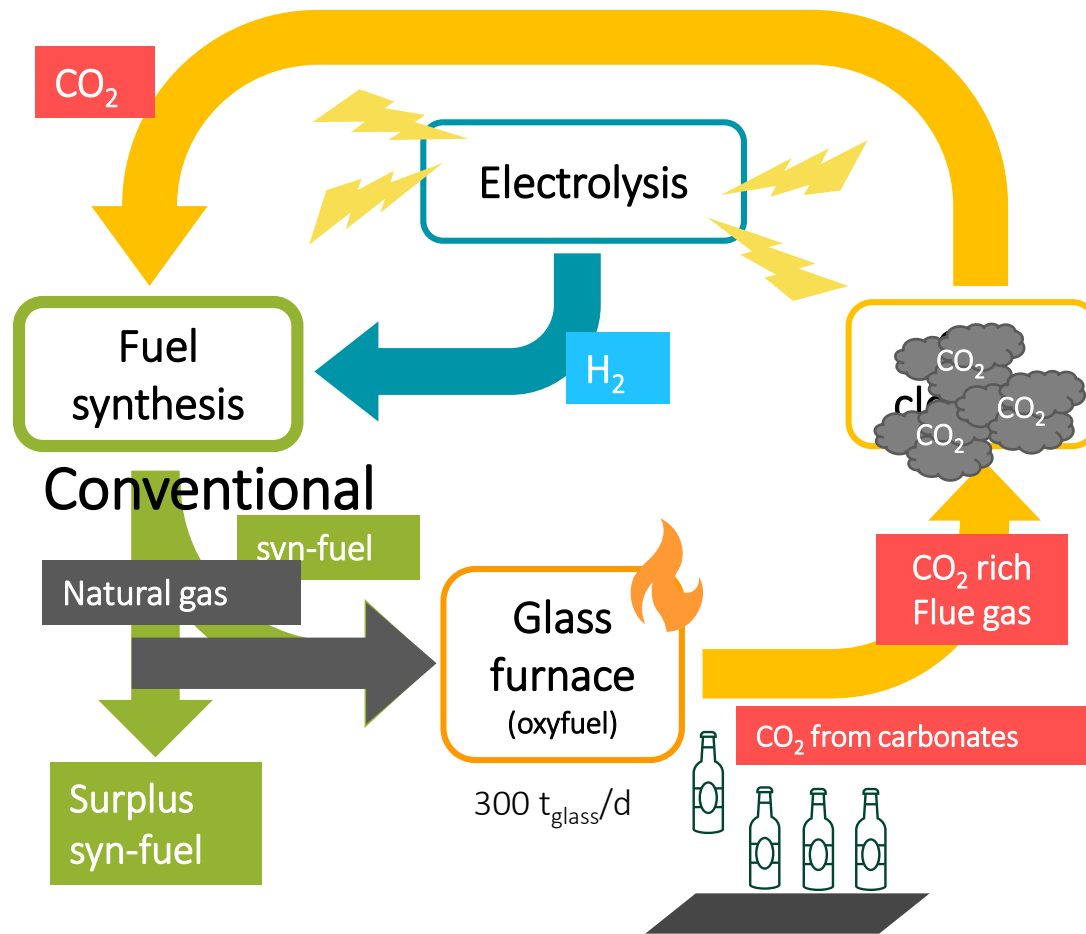 CO₂
Electrolysis
Fuel
synthesis
H₂
CO₂
CO₂
CO₂
Conventional
syn-fuel
Natural gas
CO₂ rich
Flue gas
Glass
furnace
(oxyfuel)
CO₂ from carbonates
300 t_glass/d
Surplus
syn-fuel